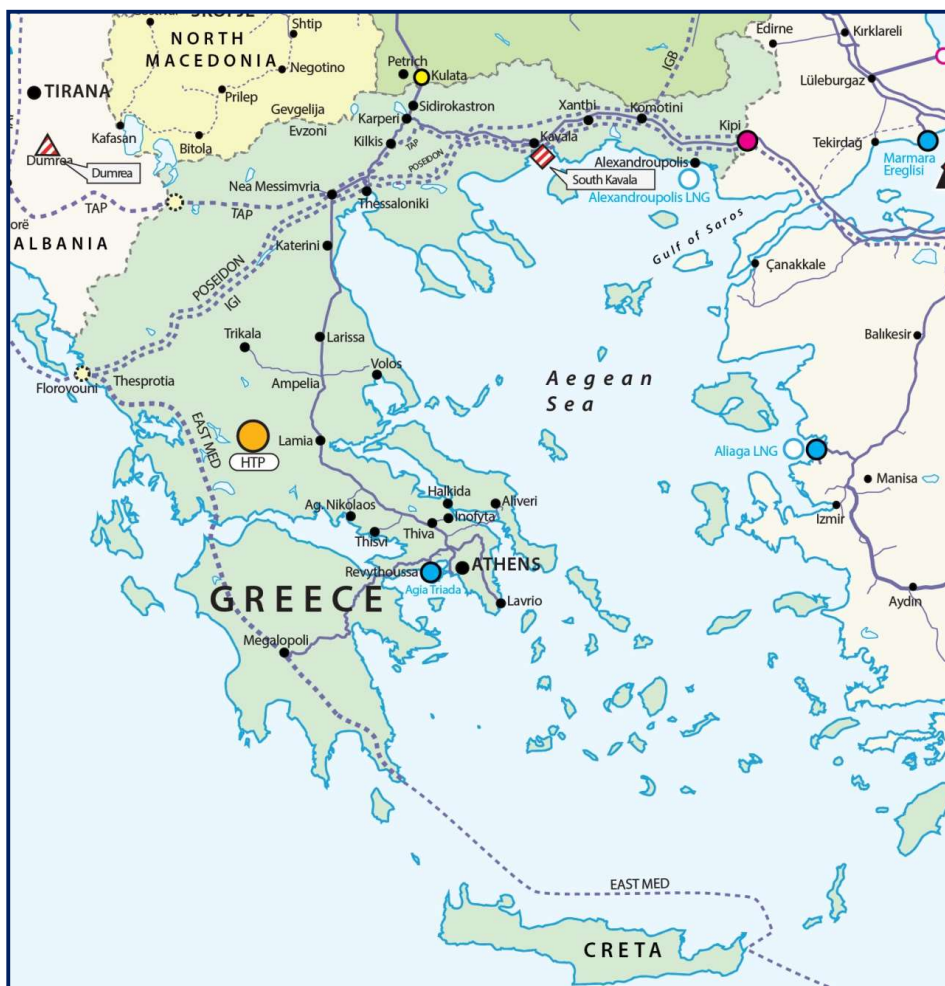 SKOPJE
Shtip
NORTH
MACEDONIA
Negotino
Prilep
Gevgelija
Kafasan
Bitola
Evzoni
TIRANA
Dumrea
Dumrea
TAP
ALBANIA
Petrich
Kulata
Sidirokastron
Karperi
Kilkis
TAP
POSEIDON
Xanthi
Komotini
IGB
Kavala
South Kavala
Alexandroupolis
Alexandroupolis LNG
Kipi
Edirne
Kırklareli
Lüleburgaz
Tekirdağ
Marmara
Ereglisi
Nea Messimvria
TAP
Thessaloniki
Gulf of Saros
Çanakkale
Katerini
POSEIDON
IGI
Balıkesir
Trikala
Larissa
Volos
Ampelia
Florovouni
Thesprotia
Aegean
Sea
EAST MED
HTP
Lamia
Aliaga LNG
Manisa
Izmir
Ag. Nikolaos
Halkida
Aliveri
Inofyta
Thiva
Thisvi
Revythoussa
ATHENS
Agia Triada
Lavrio
GREECE
Aydın
Megalopoli
EAST MED
CRETA